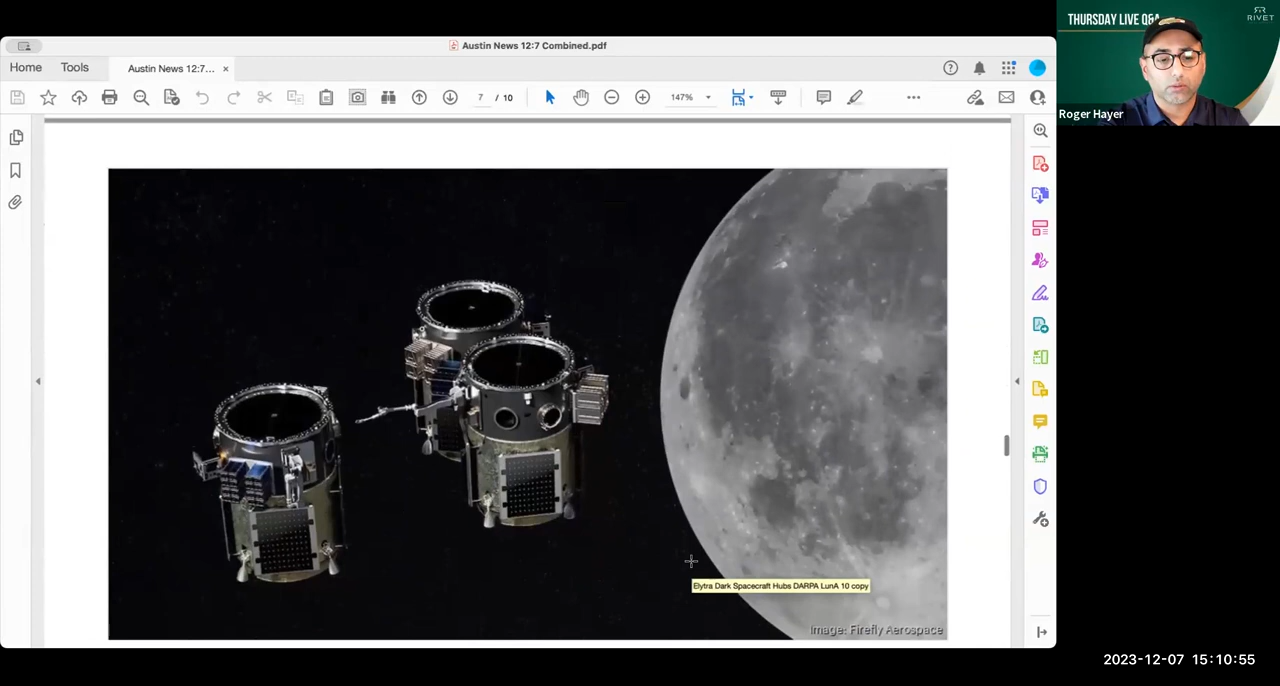 Austin News 12:7 Combined.pdf
Home
Tools
Austin News 12:7...
7 / 10
147%
THURSDAY LIVE Q&A
RIVET
Roger Hayer
Elytra Dark Spacecraft Hubs DARPA LunA 10 copy
Image: Firefly Aerospace
2023-12-07 15:10:55